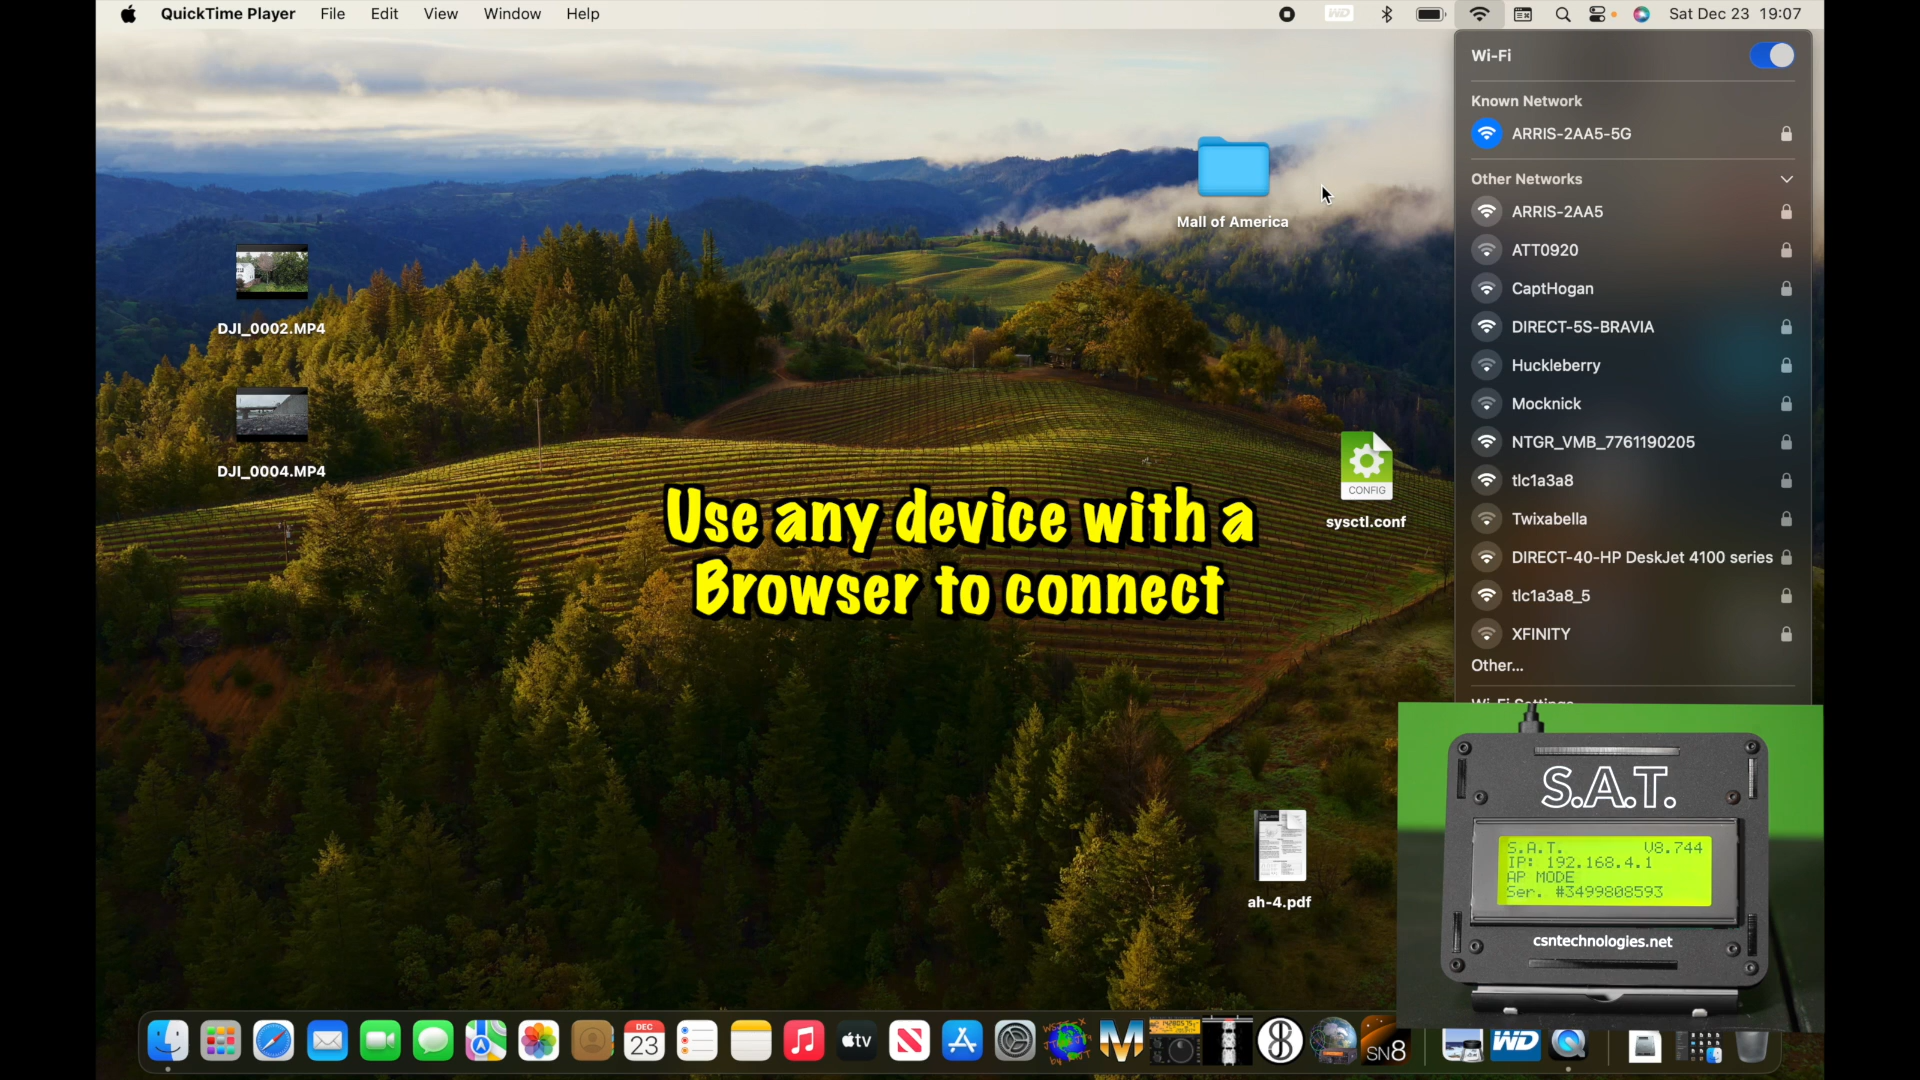 QuickTime Player File Edit View Window Help
WD
Sat Dec 23 19:07
Wi-Fi
Known Network
ARRIS-2AA5-5G
Other Networks
ARRIS-2AA5
ATT0920
CaptHogan
DIRECT-5S-BRAVIA
Huckleberry
Mocknick
NTGR_VMB_7761190205
tlc1a3a8
Twixabella
DIRECT-40-HP DeskJet 4100 series
tlc1a3a8_5
XFINITY
Other...
Wi-Fi Settings...
Mall of America
DJI_0002.MP4
DJI_0004.MP4
CONFIG
sysctl.conf
Use any device with a
Browser to connect
ah-4.pdf
S.A.T.
S.A.T. V8.744
IP: 192.168.4.1
AP MODE
Ser. #3499808593
csntechnologies.net
DEC
23
tv
SN8
WD